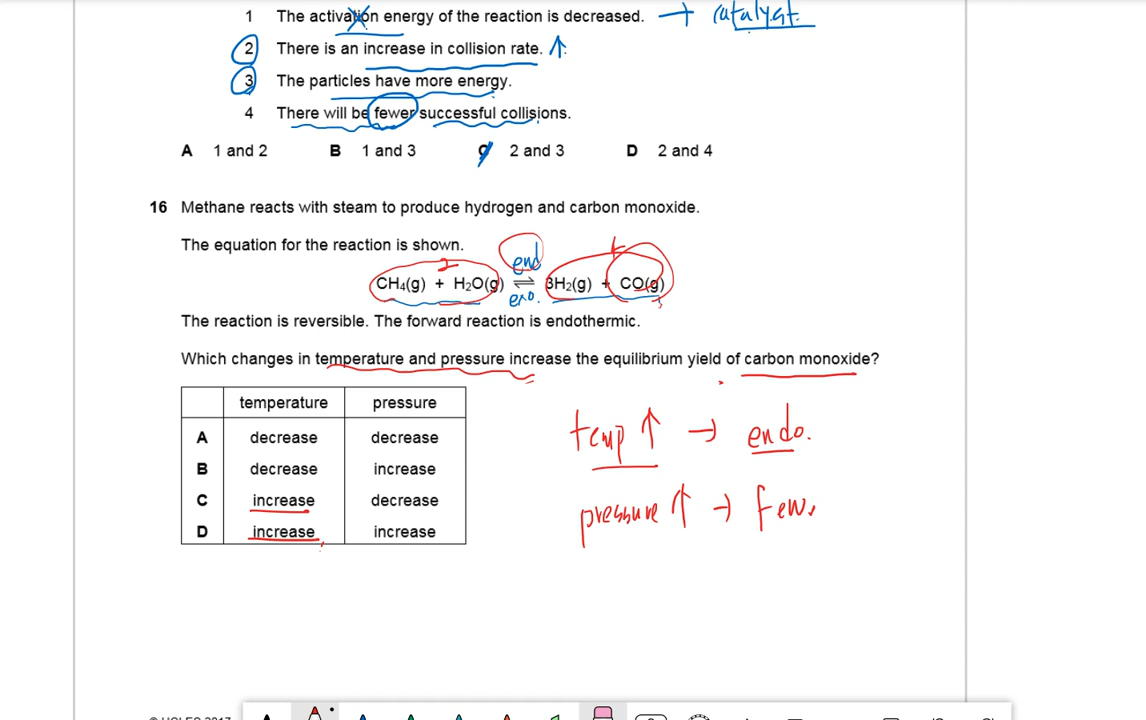 1 The activation energy of the reaction is decreased. → catalyst.
2 There is an increase in collision rate. ↑
3 The particles have more energy.
4 There will be fewer successful collisions.
A 1 and 2 B 1 and 3 C 2 and 3 D 2 and 4
16 Methane reacts with steam to produce hydrogen and carbon monoxide.
The equation for the reaction is shown.
2 end 4
CH₄(g) + H₂O(g) ⇌ 3H₂(g) + CO(g)
exo.
The reaction is reversible. The forward reaction is endothermic.
Which changes in temperature and pressure increase the equilibrium yield of carbon monoxide?
temperature pressure
A decrease decrease
B decrease increase
C increase decrease
D increase increase
temp ↑ → endo.
pressure ↑ → few